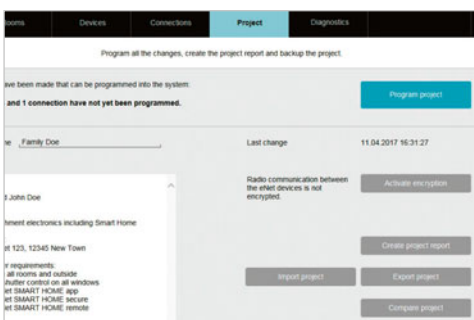 ooms Devices Connections Project Diagnostics
Program all the changes, create the project report and backup the project.
ave been made that can be programmed into the system:
and 1 connection have not yet been programmed.
Program project
me Family Doe
Last change 11.04.2017 16:31:27
Radio communication between
the eNet devices is not
encrypted.
Activate encryption
d John Doe
hment electronics including Smart Home
et 123, 12345 New Town
Create project report
er requirements:
all rooms and outside
shutter control on all windows
et SMART HOME app
et SMART HOME secure
et SMART HOME remote
Import project Export project
Compare project